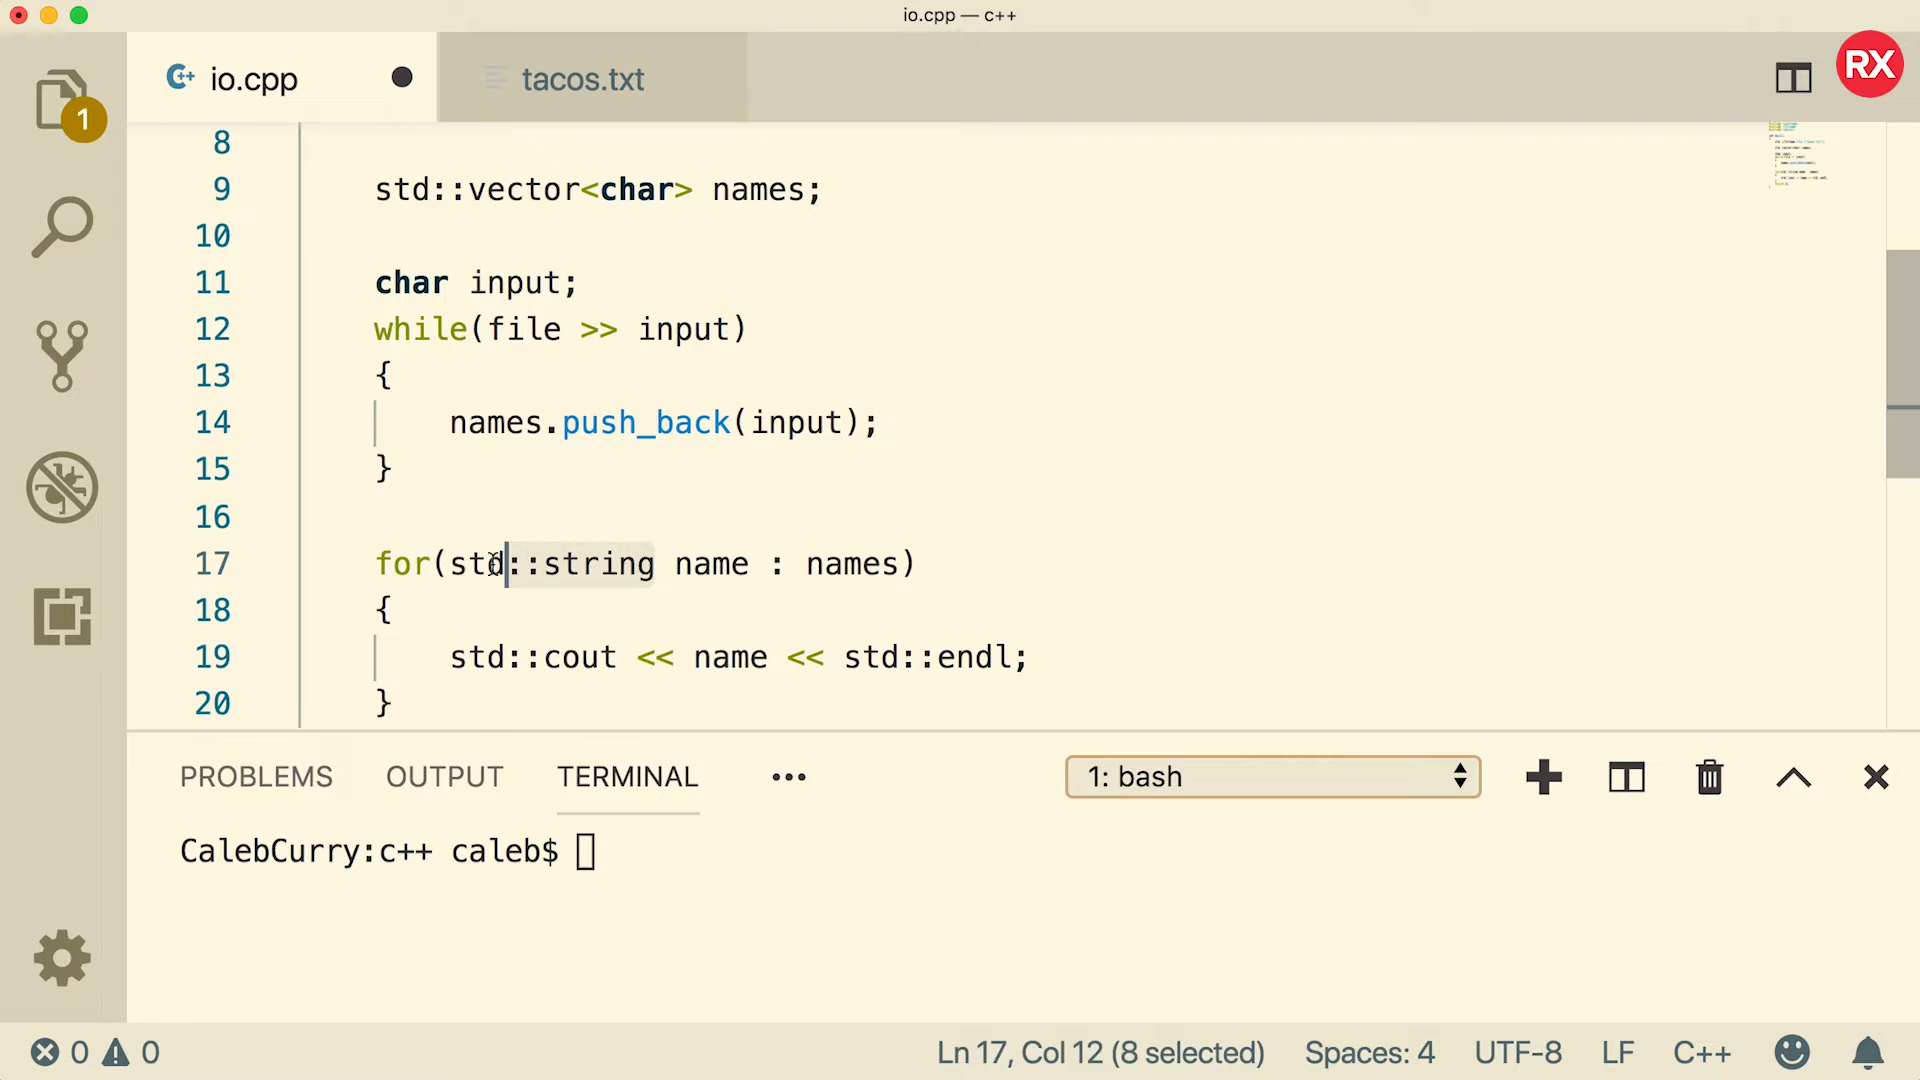 io.cpp — c++
io.cpp
tacos.txt
RX
1
8
9 std::vector<char> names;
10
11 char input;
12 while(file >> input)
13 {
14 names.push_back(input);
15 }
16
17 for(std::string name : names)
18 {
19 std::cout << name << std::endl;
20 }
PROBLEMS OUTPUT TERMINAL ••• 1: bash
CalebCurry:c++ caleb$
0 0 Ln 17, Col 12 (8 selected) Spaces: 4 UTF-8 LF C++